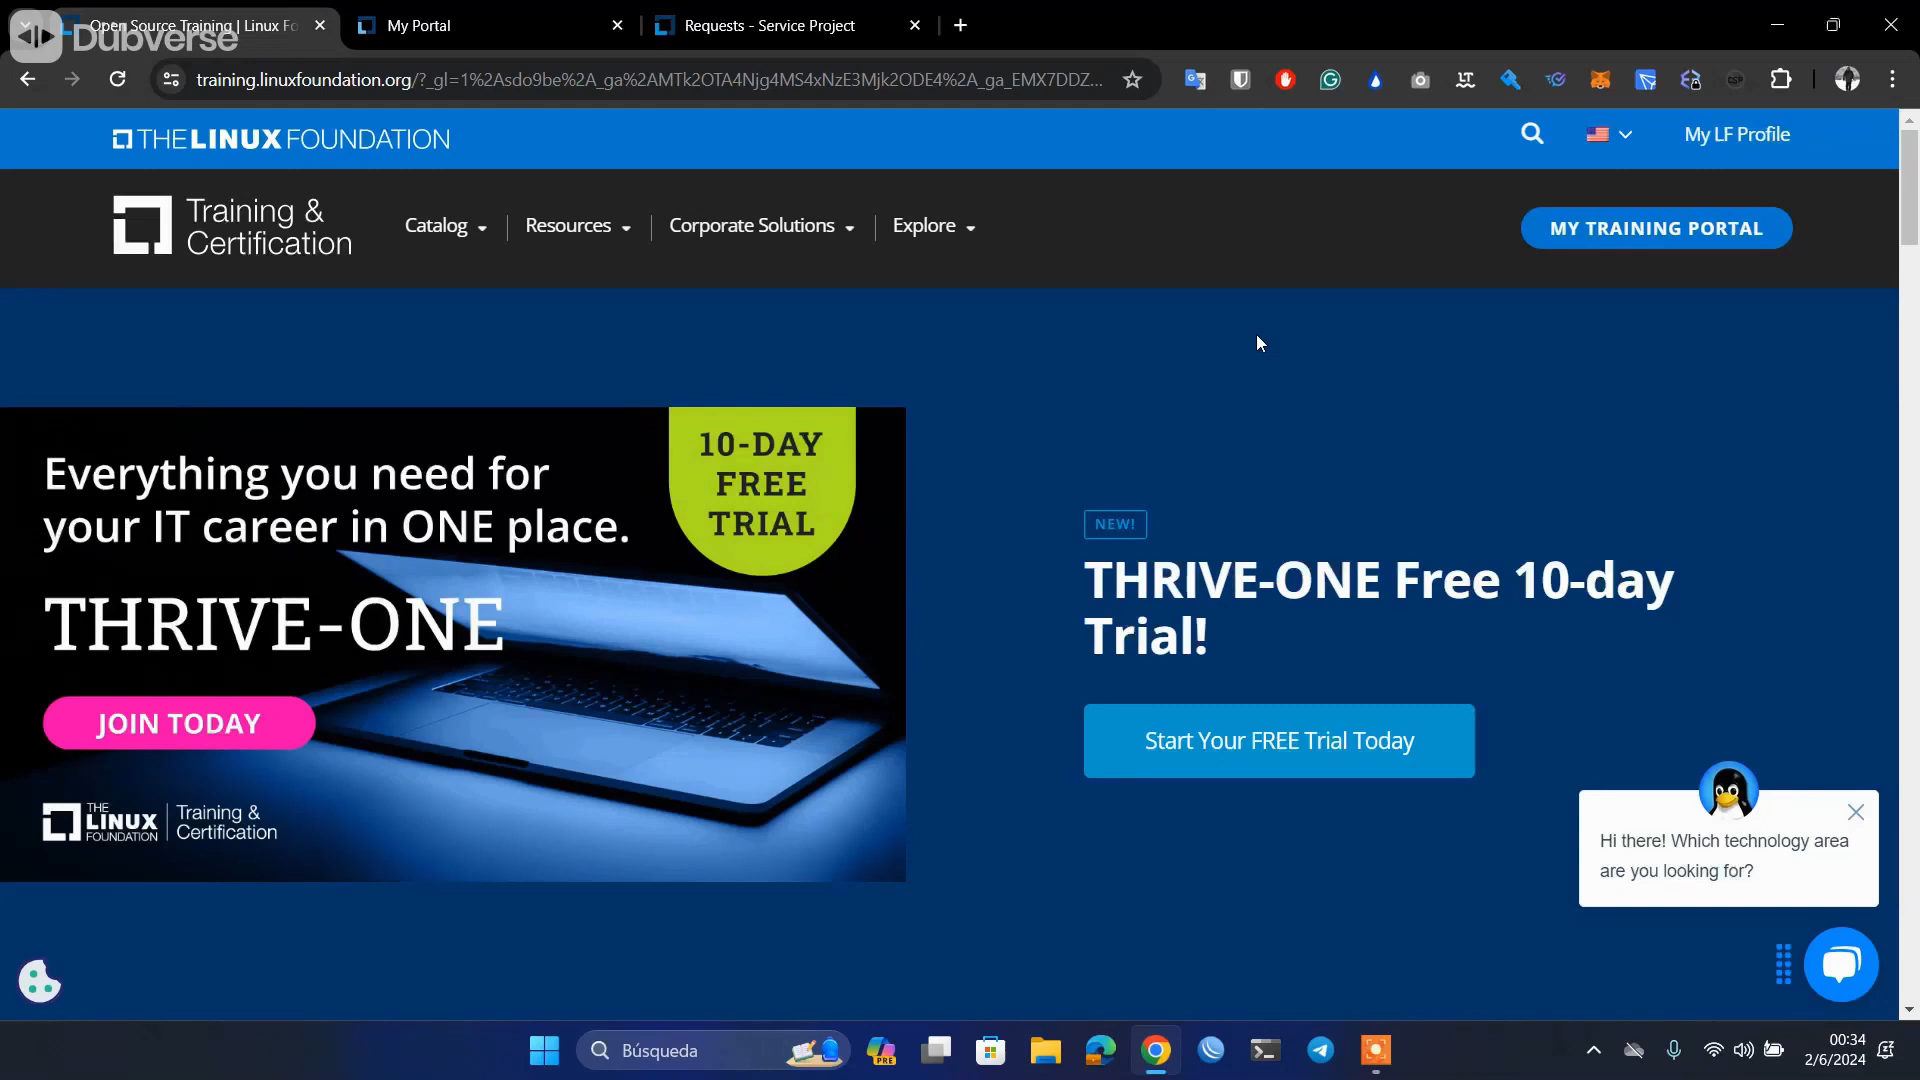 Open Source Training | Linux Fo
My Portal
Requests - Service Project
Dubverse
training.linuxfoundation.org/?_gl=1%2Asdo9be%2A_ga%2AMTk2OTA4Njg4MS4xNzE3Mjk2ODE4%2A_ga_EMX7DDZ...
THE LINUX FOUNDATION
My LF Profile
Training &
Certification
Catalog
Resources
Corporate Solutions
Explore
MY TRAINING PORTAL
Everything you need for
your IT career in ONE place.
10-DAY
FREE
TRIAL
THRIVE-ONE
JOIN TODAY
THE
LINUX
FOUNDATION
Training &
Certification
NEW!
THRIVE-ONE Free 10-day
Trial!
Start Your FREE Trial Today
Hi there! Which technology area
are you looking for?
Búsqueda
PRE
00:34
2/6/2024